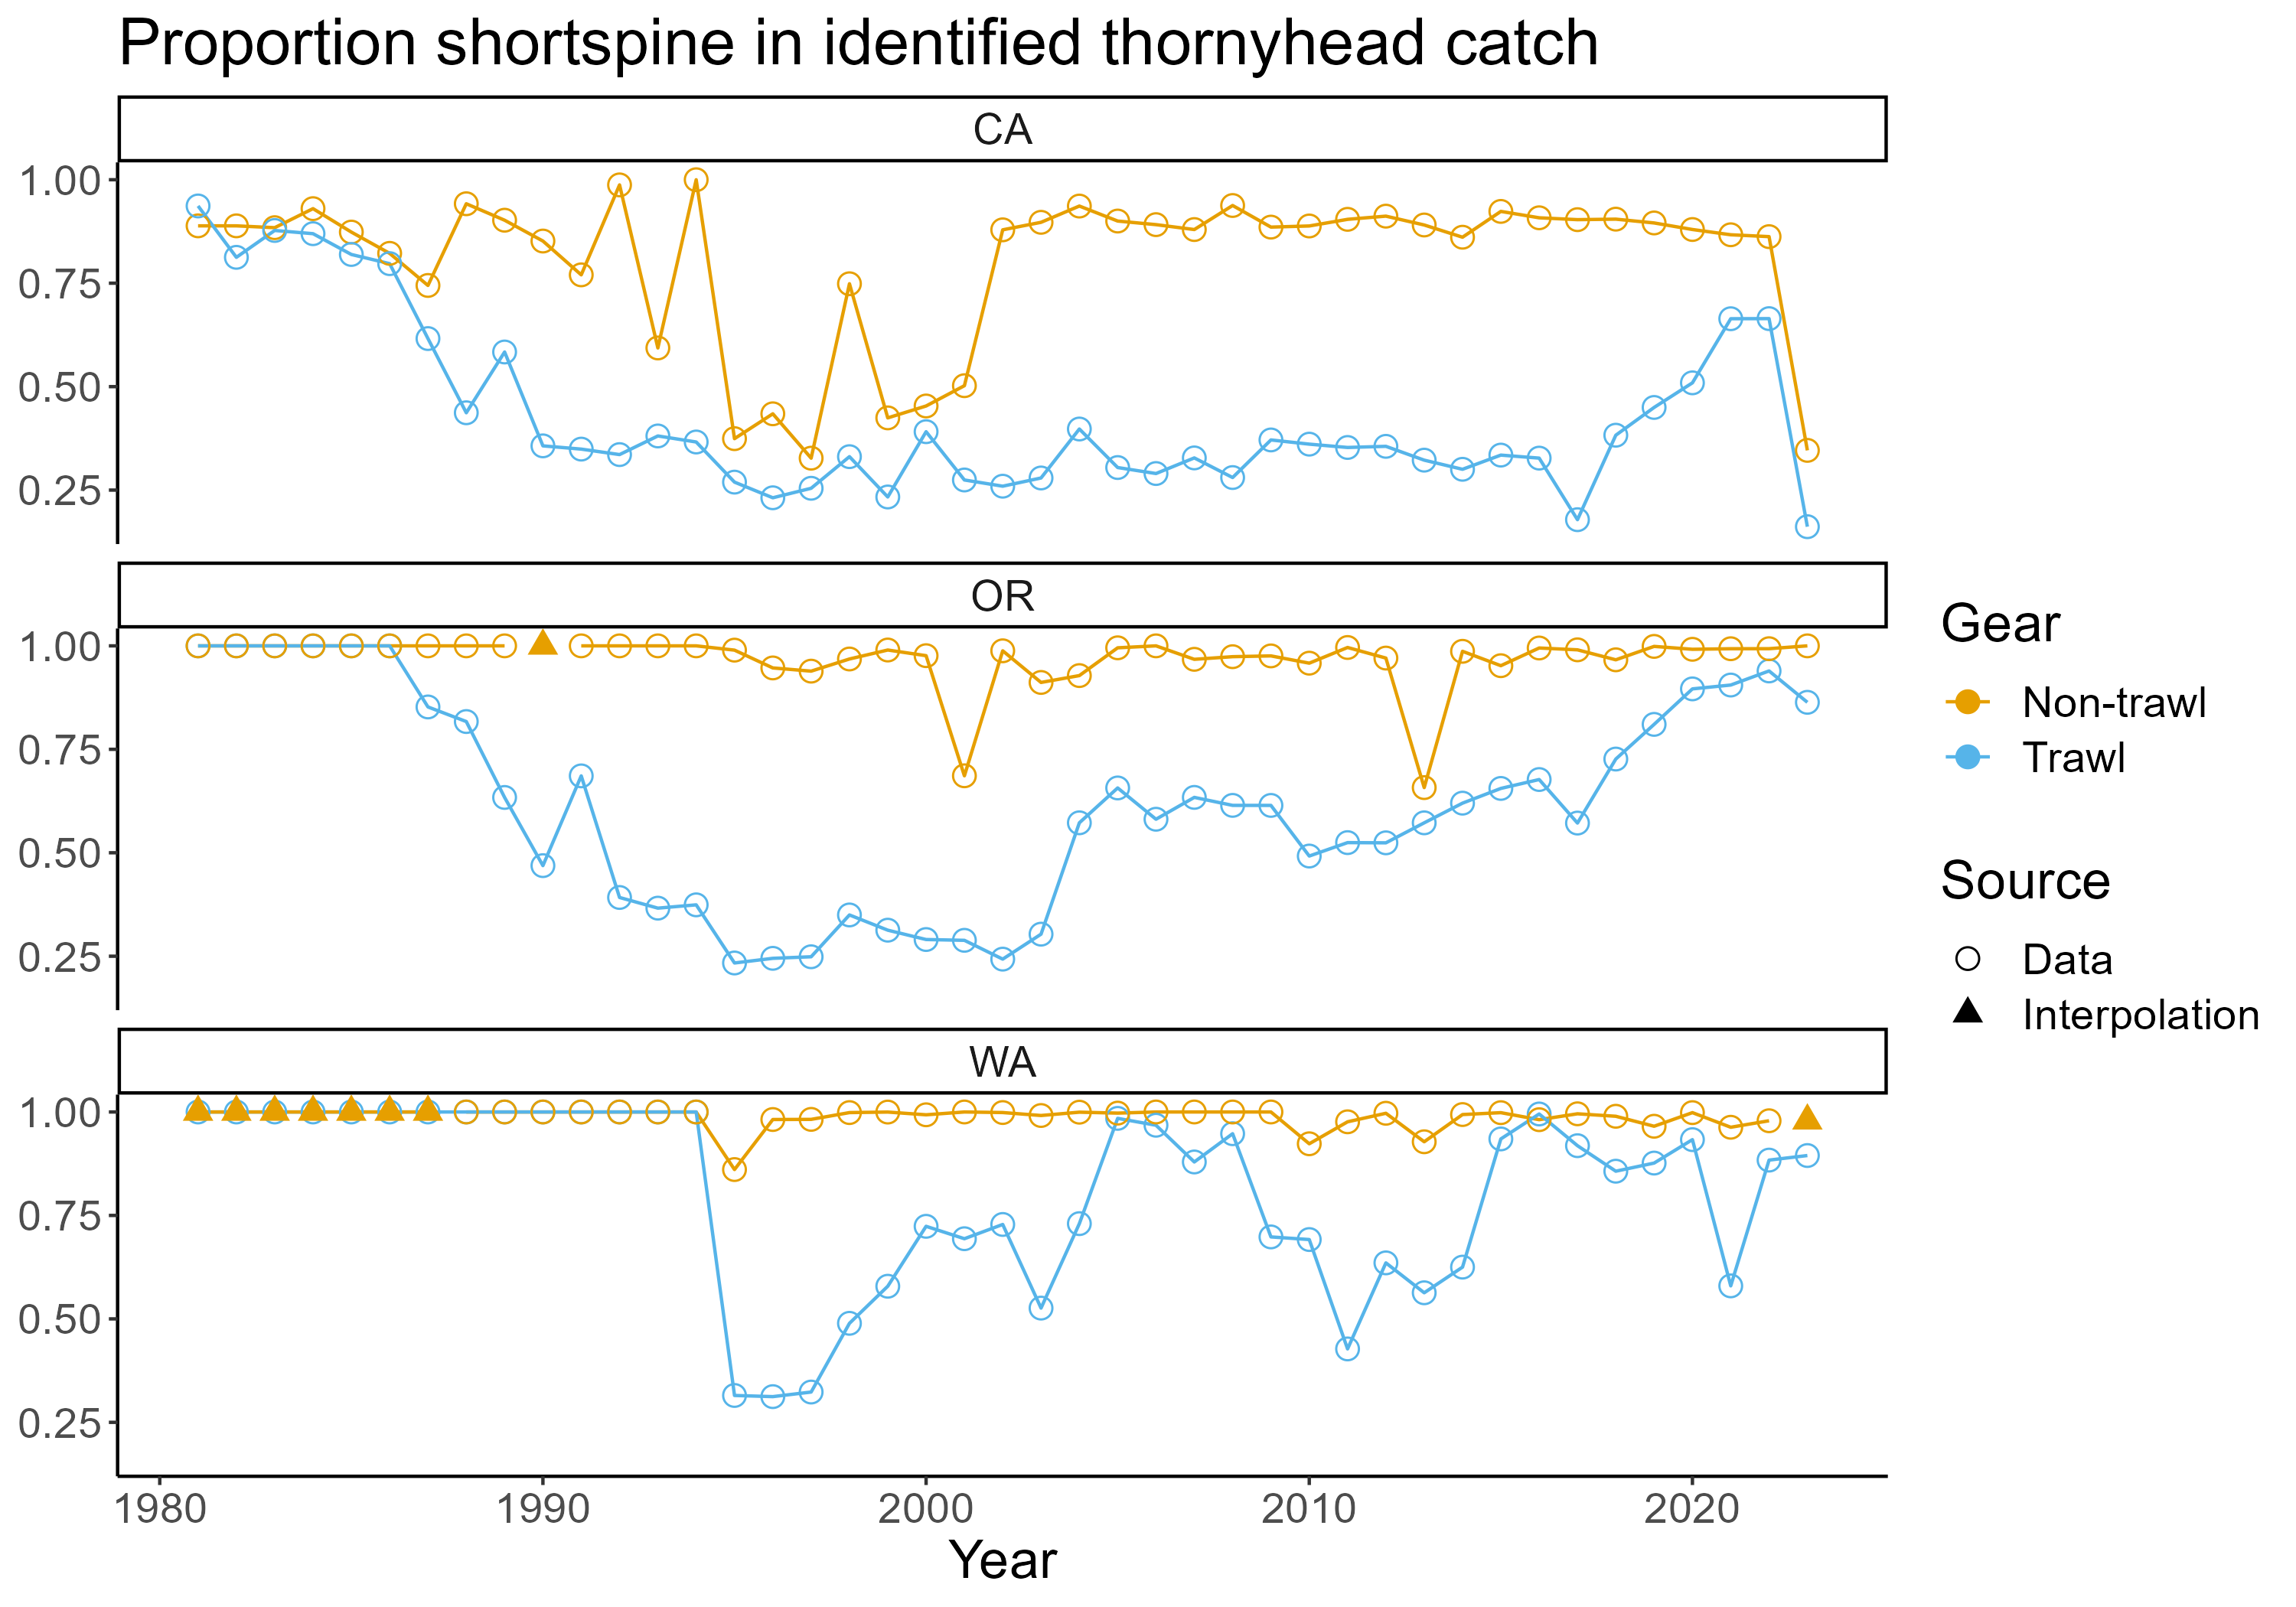 Proportion shortspine in identified thornyhead catch
CA
1.00
0.75
0.50
0.25
OR
1.00
0.75
0.50
0.25
WA
1.00
0.75
0.50
0.25
1980 1990 2000 2010 2020
Year
Gear
Non-trawl
Trawl
Source
Data
Interpolation